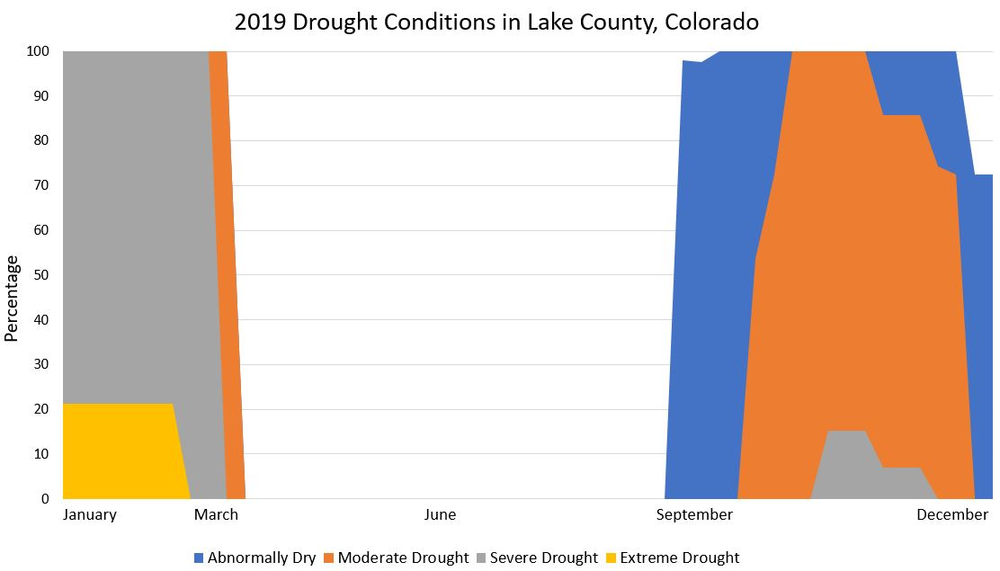 2019 Drought Conditions in Lake County, Colorado
100
90
80
70
60
50
40
30
20
10
0
Percentage
January March June September December
Abnormally Dry Moderate Drought Severe Drought Extreme Drought